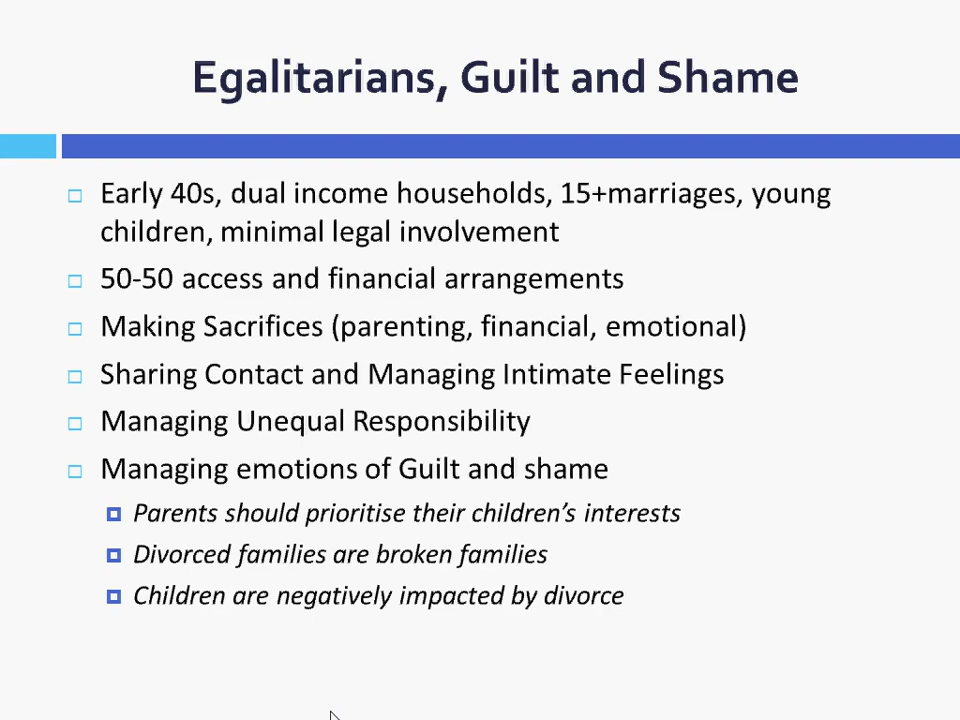 Egalitarians, Guilt and Shame
Early 40s, dual income households, 15+marriages, young
children, minimal legal involvement
50-50 access and financial arrangements
Making Sacrifices (parenting, financial, emotional)
Sharing Contact and Managing Intimate Feelings
Managing Unequal Responsibility
Managing emotions of Guilt and shame
Parents should prioritise their children’s interests
Divorced families are broken families
Children are negatively impacted by divorce